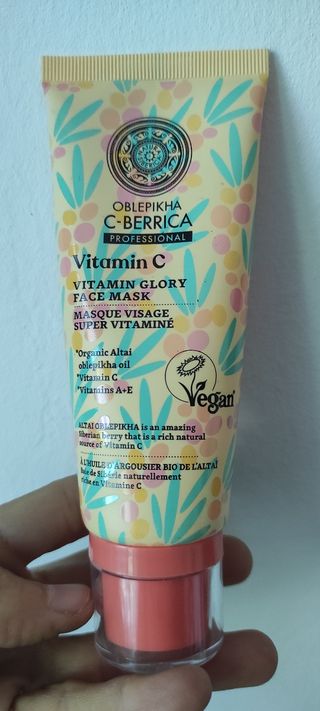 NATURA SIBERICA
OBLEPIKHA
C-BERRICA
PROFESSIONAL
Vitamin C
VITAMIN GLORY
FACE MASK
MASQUE VISAGE
SUPER VITAMINÉ
*Organic Altai
oblepikha oil
*Vitamin C
*Vitamins A+E
Vegan
ALTAI OBLEPIKHA is an amazing
Siberian berry that is a rich natural
source of Vitamin C
À L'HUILE D'ARGOUSIER BIO DE L'ALTAÏ
Baie de Sibérie naturellement
riche en Vitamine C